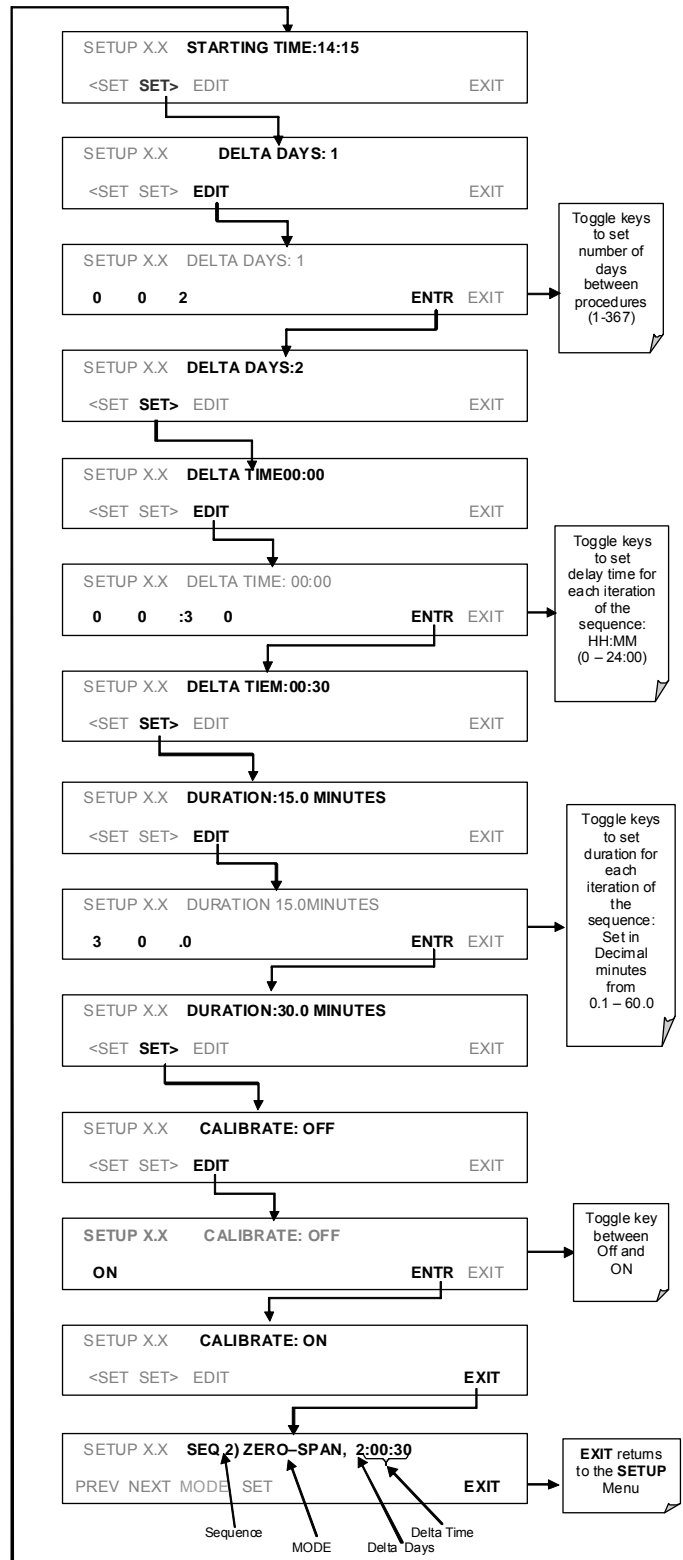 SETUP X.X STARTING TIME:14:15
<SET SET> EDIT EXIT
SETUP X.X DELTA DAYS: 1
<SET SET> EDIT EXIT
SETUP X.X DELTA DAYS: 1
0 0 2 ENTR EXIT
Toggle keys
to set
number of
days
between
procedures
(1-367)
SETUP X.X DELTA DAYS:2
<SET SET> EDIT EXIT
SETUP X.X DELTA TIME00:00
<SET SET> EDIT EXIT
SETUP X.X DELTA TIME: 00:00
0 0 :3 0 ENTR EXIT
Toggle keys
to set
delay time for
each iteration
of the
sequence:
HH:MM
(0 – 24:00)
SETUP X.X DELTA TIEM:00:30
<SET SET> EDIT EXIT
SETUP X.X DURATION:15.0 MINUTES
<SET SET> EDIT EXIT
SETUP X.X DURATION 15.0MINUTES
3 0 .0 ENTR EXIT
Toggle keys
to set
duration for
each
iteration of
the
sequence:
Set in
Decimal
minutes
from
0.1 – 60.0
SETUP X.X DURATION:30.0 MINUTES
<SET SET> EDIT EXIT
SETUP X.X CALIBRATE: OFF
<SET SET> EDIT EXIT
SETUP X.X CALIBRATE: OFF
ON ENTR EXIT
Toggle key
between
Off and
ON
SETUP X.X CALIBRATE: ON
<SET SET> EDIT EXIT
SETUP X.X SEQ 2) ZERO–SPAN, 2:00:30
PREV NEXT MODE SET EXIT
EXIT returns
to the SETUP
Menu
Sequence MODE Delta Days Delta Time